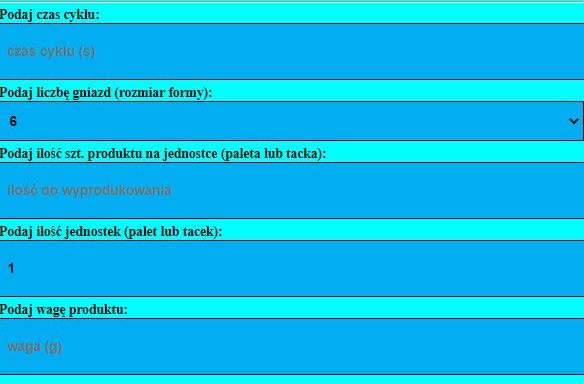 Podaj czas cyklu:
czas cyklu (s)
Podaj liczbę gniazd (rozmiar formy):
6
Podaj ilość szt. produktu na jednostce (paleta lub tacka):
ilość do wyprodukowania
Podaj ilość jednostek (palet lub tacek):
1
Podaj wagę produktu:
waga (g)